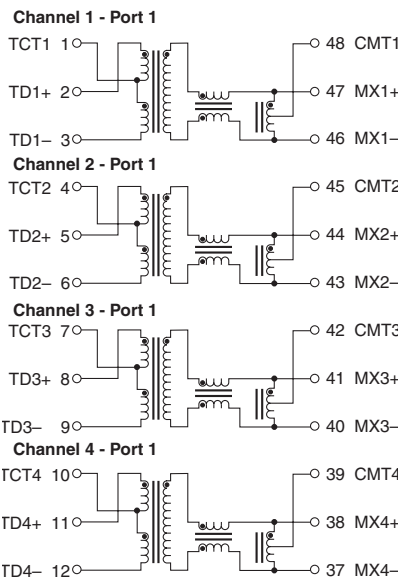 Channel 1 - Port 1
TCT1 1 48 CMT1
TD1+ 2 47 MX1+
TD1– 3 46 MX1–
Channel 2 - Port 1
TCT2 4 45 CMT2
TD2+ 5 44 MX2+
TD2– 6 43 MX2–
Channel 3 - Port 1
TCT3 7 42 CMT3
TD3+ 8 41 MX3+
TD3– 9 40 MX3–
Channel 4 - Port 1
TCT4 10 39 CMT4
TD4+ 11 38 MX4+
TD4– 12 37 MX4–